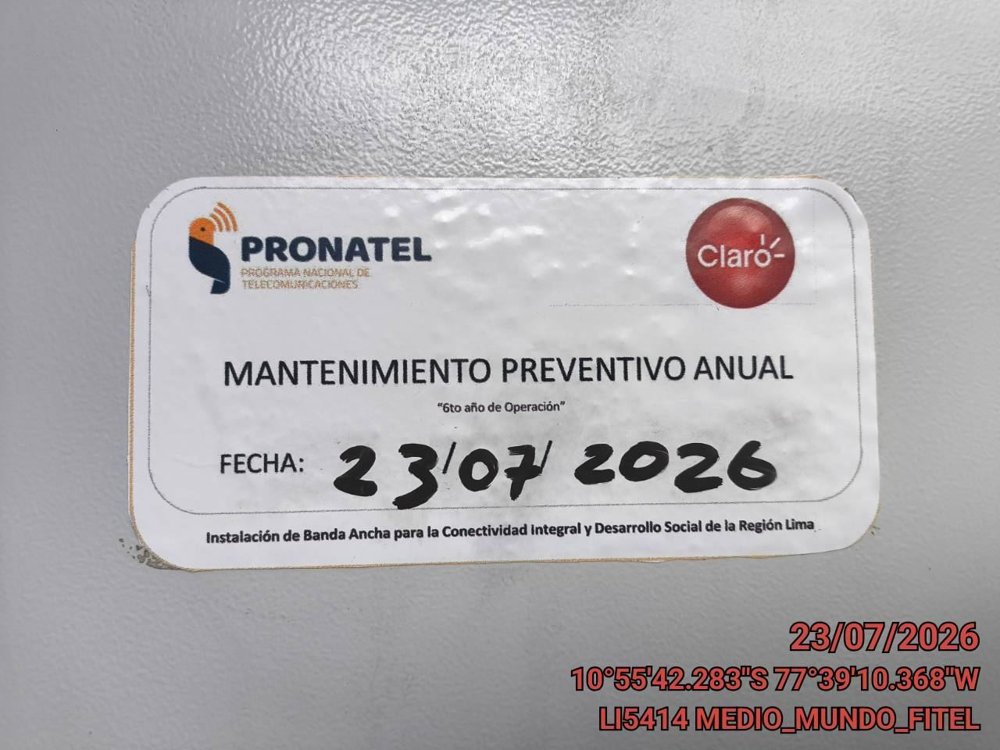 PRONATEL
PROGRAMA NACIONAL DE
TELECOMUNICACIONES
Claro
MANTENIMIENTO PREVENTIVO ANUAL
“6to año de Operación”
FECHA: 23/07/2026
Instalación de Banda Ancha para la Conectividad Integral y Desarrollo Social de la Región Lima
23/07/2026
10°55'42.283"S 77°39'10.368"W
LI5414 MEDIO_MUNDO_FITEL